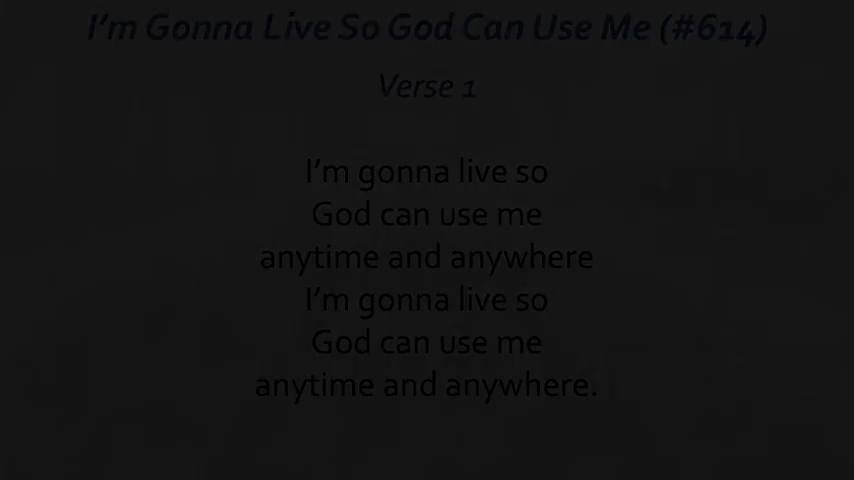 I'm Gonna Live So God Can Use Me (#614)
Verse 1
I'm gonna live so
God can use me
anytime and anywhere
I'm gonna live so
God can use me
anytime and anywhere.